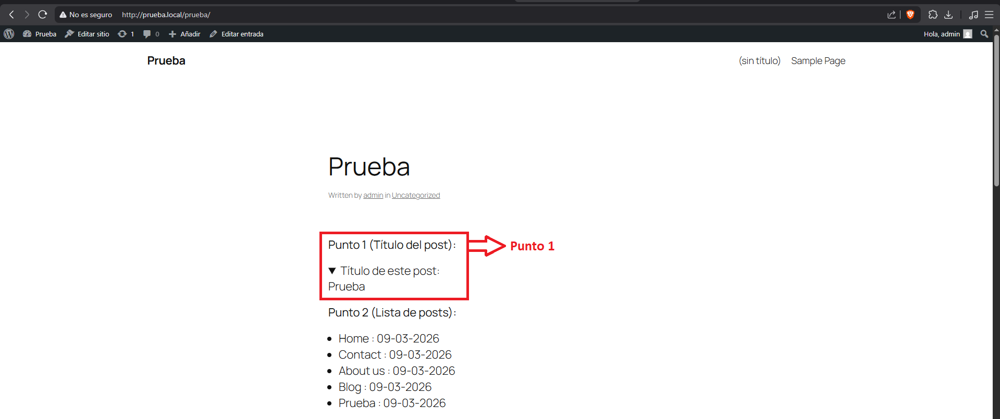 No es seguro http://prueba.local/prueba/
Prueba Editar sitio 1 0 Añadir Editar entrada Hola, admin
Prueba (sin título) Sample Page
Prueba
Written by admin in Uncategorized
Punto 1 (Título del post):
Punto 1
Título de este post:
Prueba
Punto 2 (Lista de posts):
Home : 09-03-2026
Contact : 09-03-2026
About us : 09-03-2026
Blog : 09-03-2026
Prueba : 09-03-2026